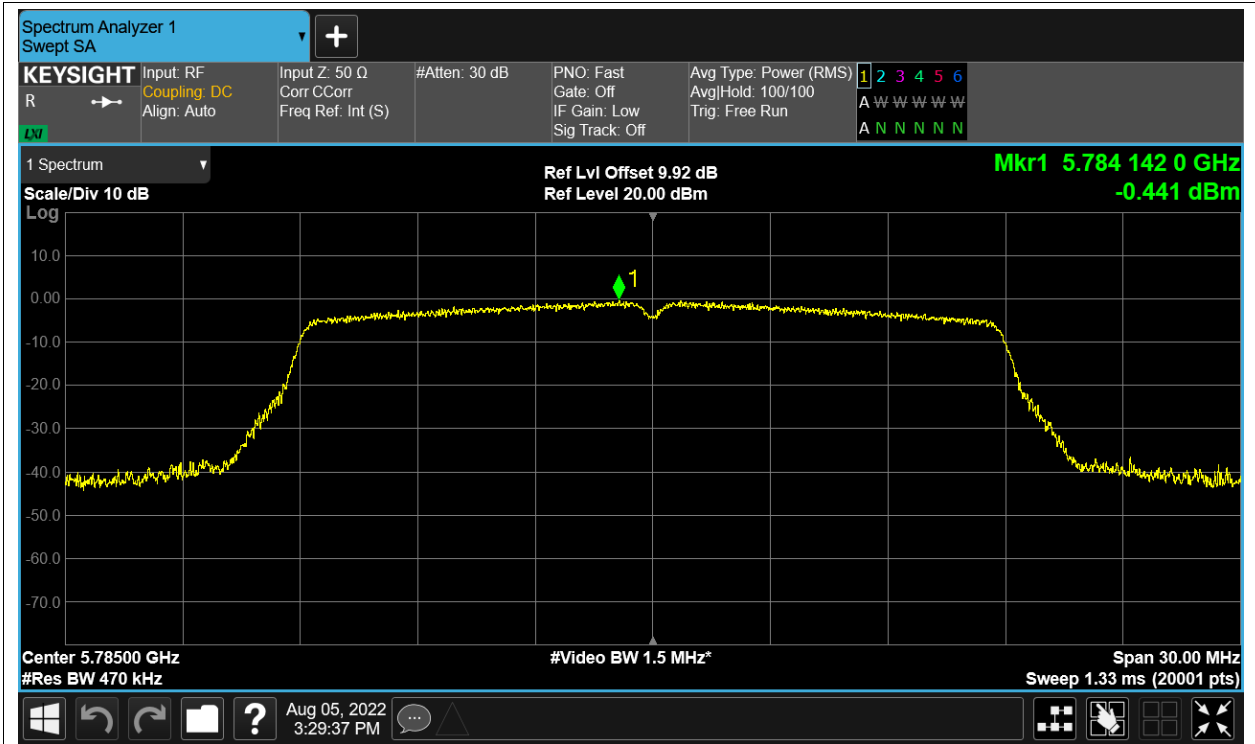 Spectrum Analyzer 1
Swept SA
KEYSIGHT
R
LXI
Input: RF
Coupling: DC
Align: Auto
Input Z: 50 Ω
Corr CCorr
Freq Ref: Int (S)
#Atten: 30 dB
PNO: Fast
Gate: Off
IF Gain: Low
Sig Track: Off
Avg Type: Power (RMS)
Avg|Hold: 100/100
Trig: Free Run
1 2 3 4 5 6
A W W W W W
A N N N N N
1 Spectrum
Scale/Div 10 dB
Log
Ref Lvl Offset 9.92 dB
Ref Level 20.00 dBm
Mkr1 5.784 142 0 GHz
-0.441 dBm
10.0
0.00
-10.0
-20.0
-30.0
-40.0
-50.0
-60.0
-70.0
1
Center 5.78500 GHz
#Res BW 470 kHz
#Video BW 1.5 MHz*
Span 30.00 MHz
Sweep 1.33 ms (20001 pts)
?
Aug 05, 2022
3:29:37 PM